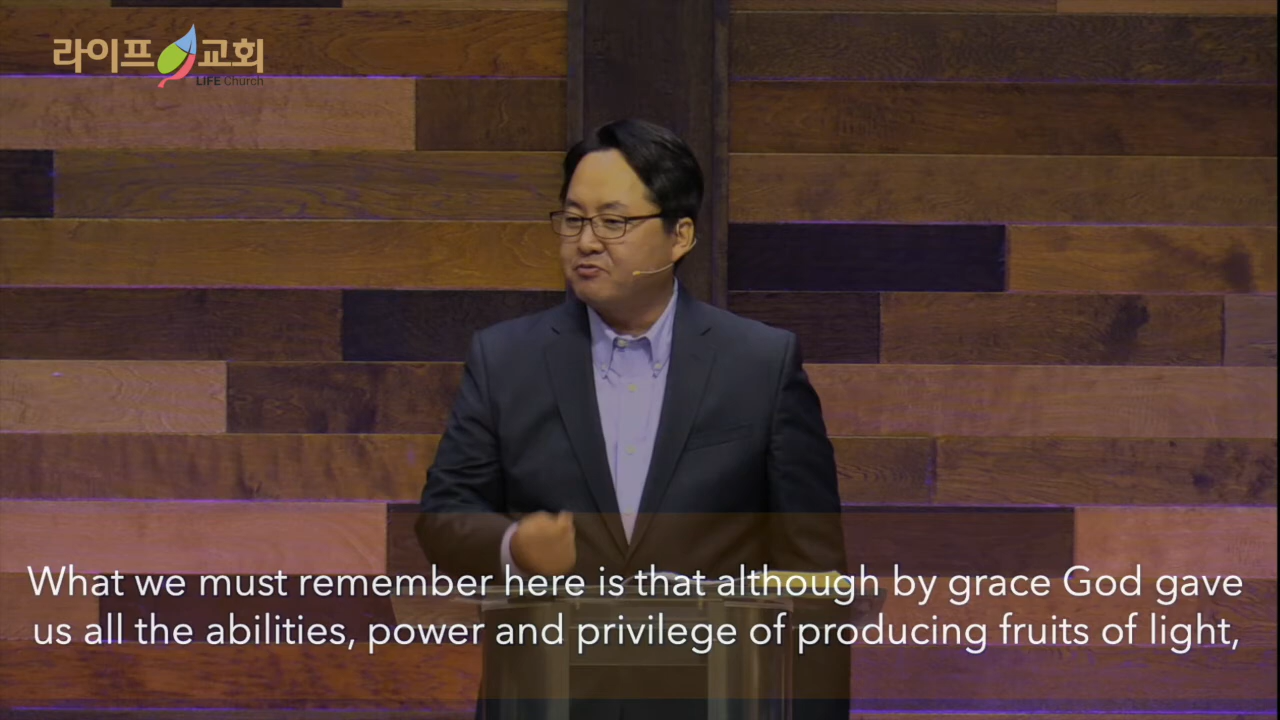 라이프 교회
LIFE Church
What we must remember here is that although by grace God gave
us all the abilities, power and privilege of producing fruits of light,